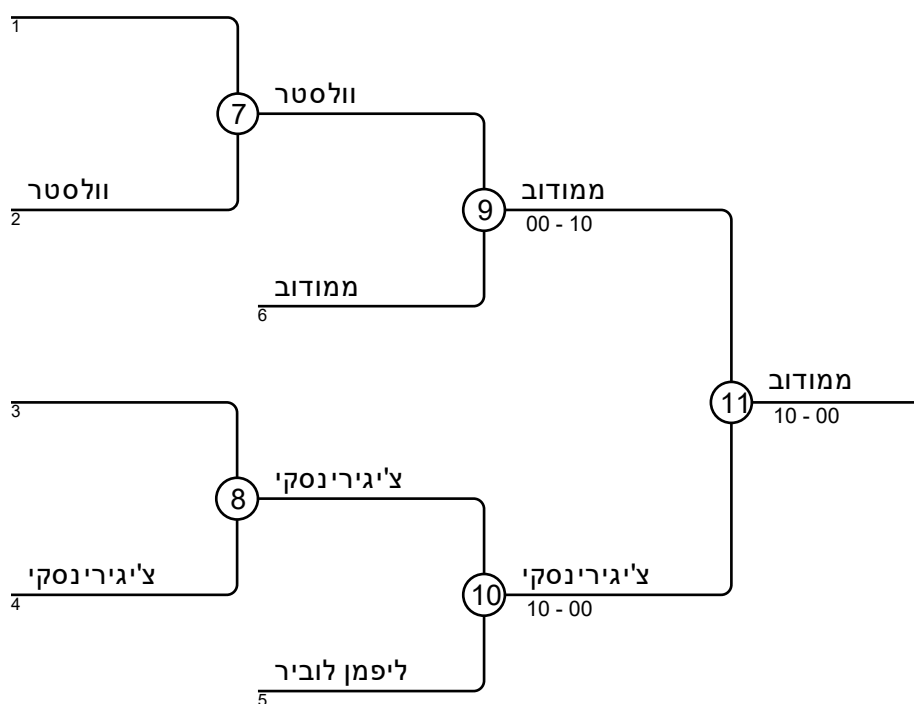 1
7
וולסטר
וולסטר
2
9
ממודוב
00 - 10
ממודוב
6
11
ממודוב
10 - 00
3
8
צ'יגירינסקי
צ'יגירינסקי
4
10
צ'יגירינסקי
10 - 00
ליפמן לוביר
5